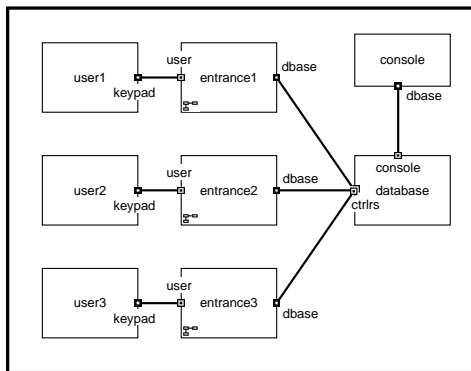 user
dbase
user1
entrance1
console
keypad
dbase
user
dbase
console
user2
entrance2
database
keypad
ctrlrs
user
user3
entrance3
keypad
dbase